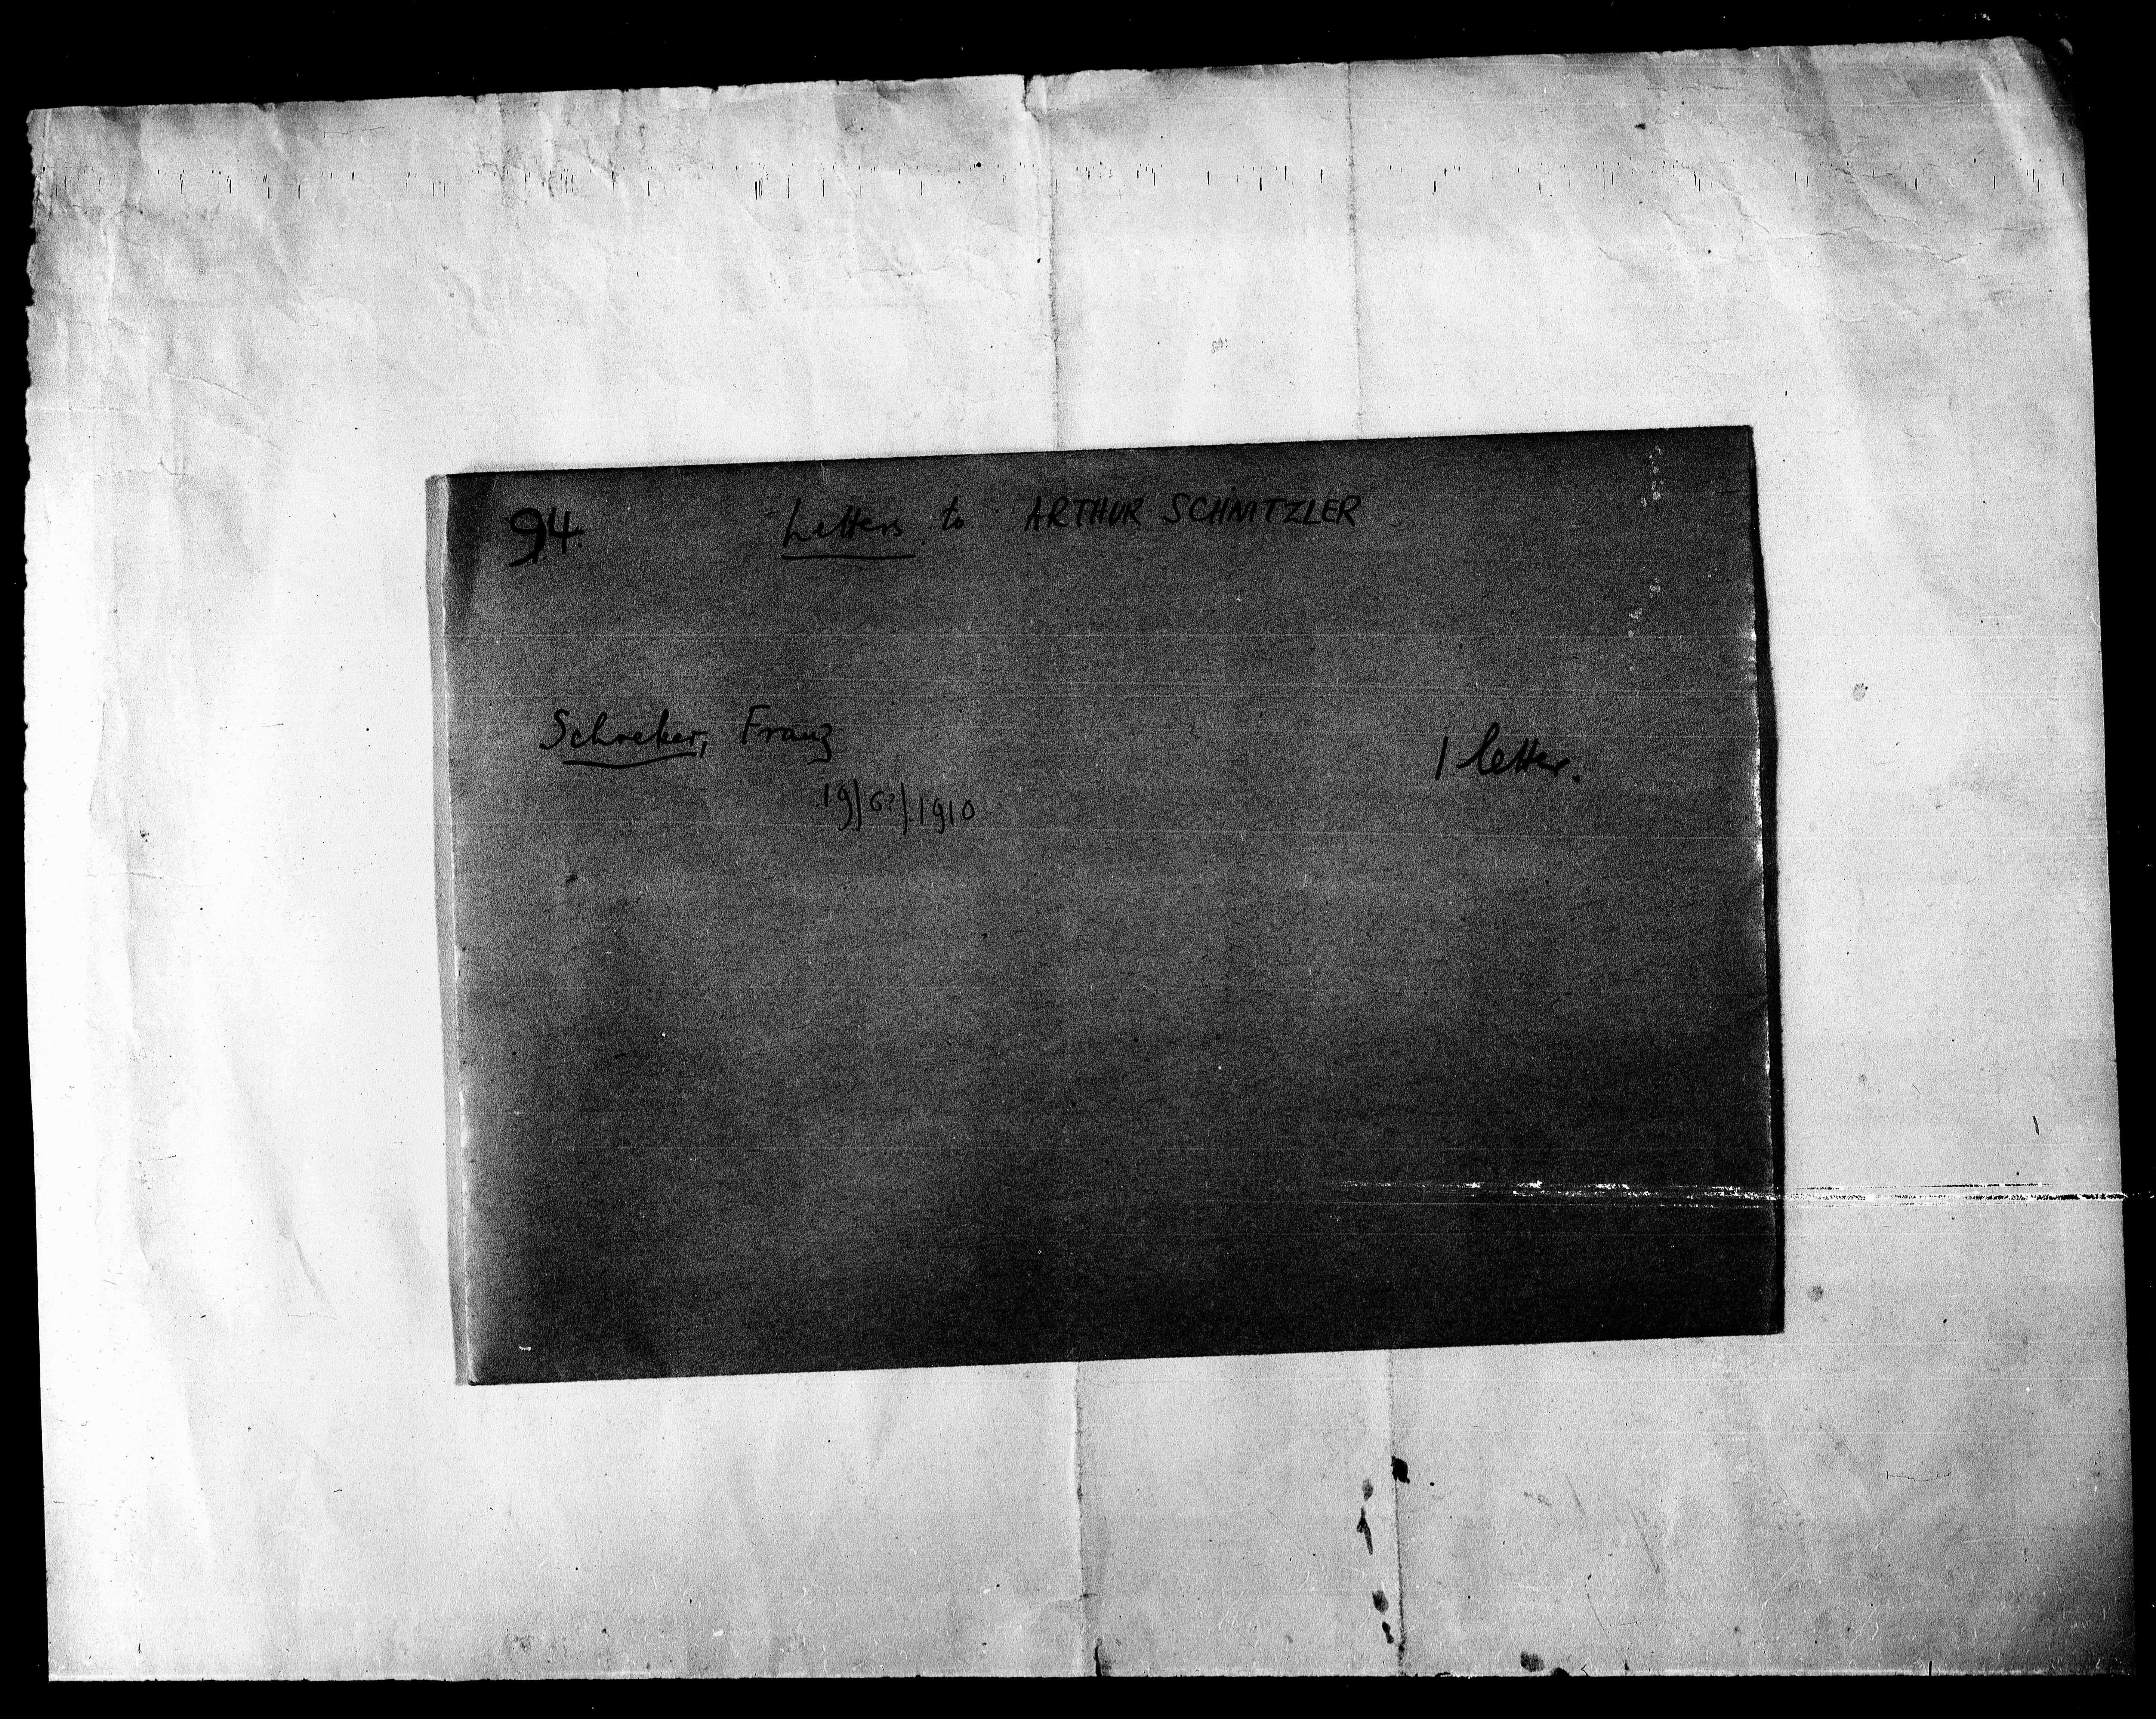 94. Letters to ARTHUR SCHNITZLER
Schreker, Franz 1 letter.
19/6?/1910